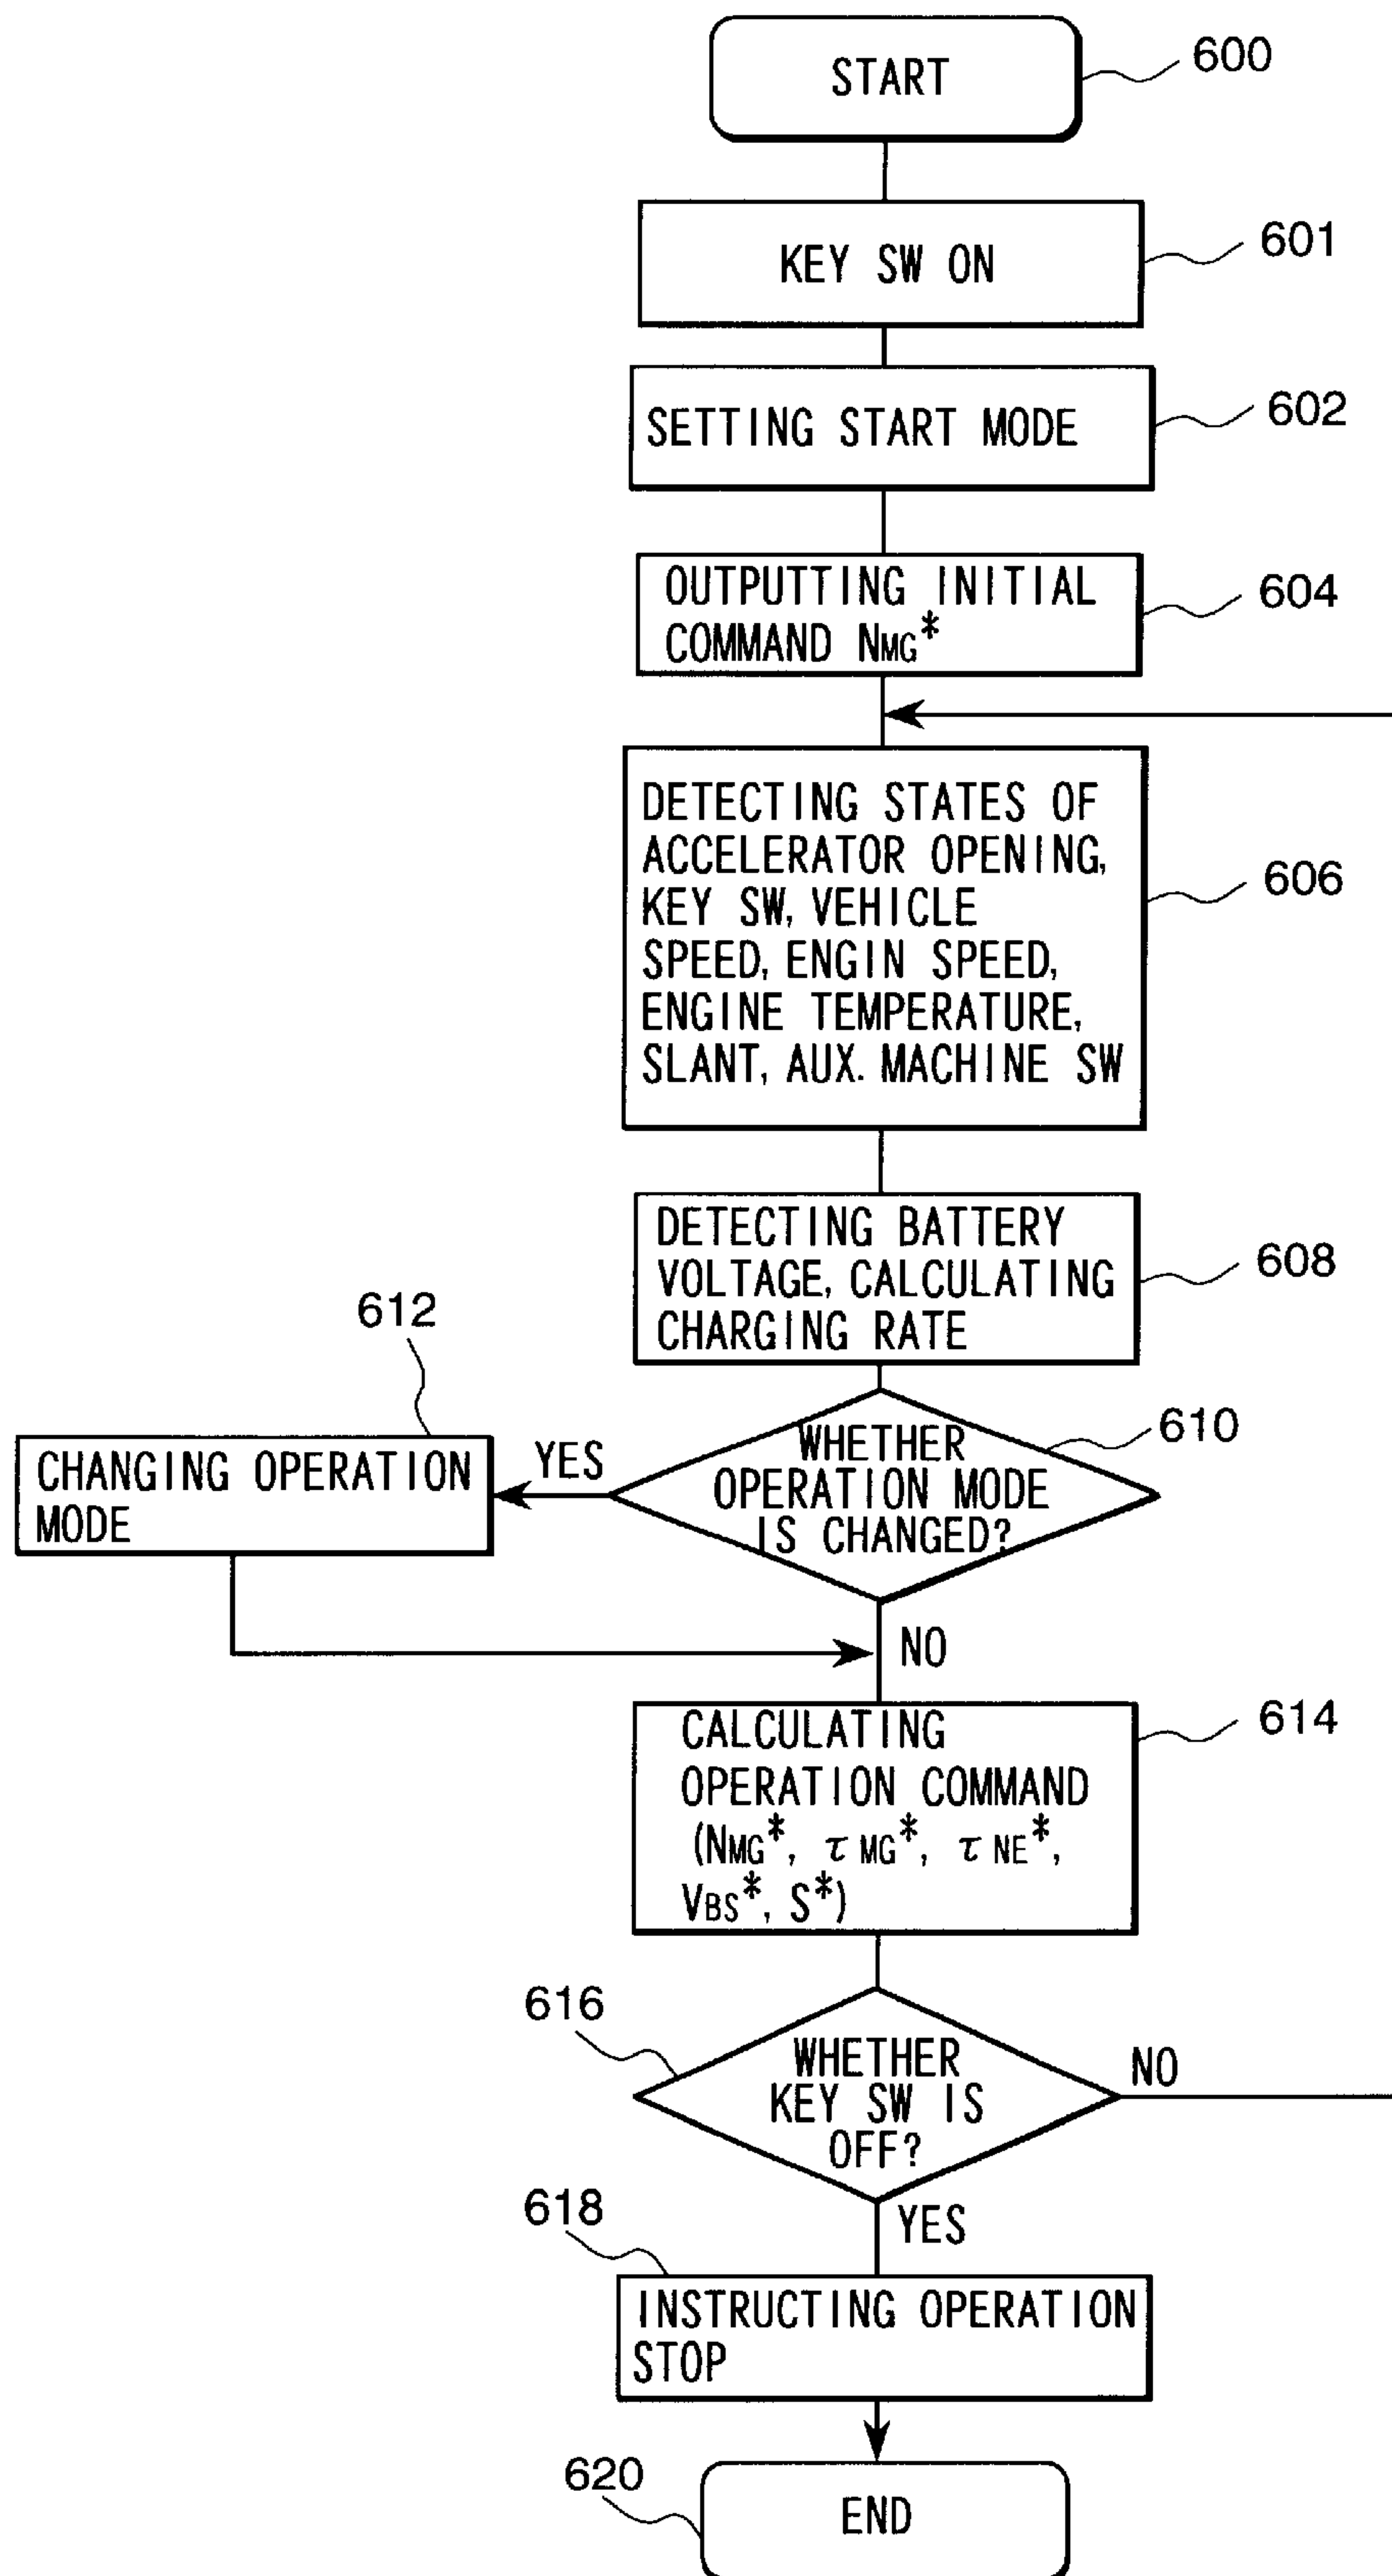 START
600
KEY SW ON
601
SETTING START MODE
602
OUTPUTTING INITIAL
COMMAND NMG*
604
DETECTING STATES OF
ACCELERATOR OPENING,
KEY SW, VEHICLE
SPEED, ENGIN SPEED,
ENGINE TEMPERATURE,
SLANT, AUX. MACHINE SW
606
DETECTING BATTERY
VOLTAGE, CALCULATING
CHARGING RATE
608
612
CHANGING OPERATION
MODE
YES
WHETHER
OPERATION MODE
IS CHANGED?
610
NO
CALCULATING
OPERATION COMMAND
(NMG*, τ MG*, τ NE*,
VBS*, S*)
614
616
WHETHER
KEY SW IS
OFF?
NO
YES
618
INSTRUCTING OPERATION
STOP
620
END